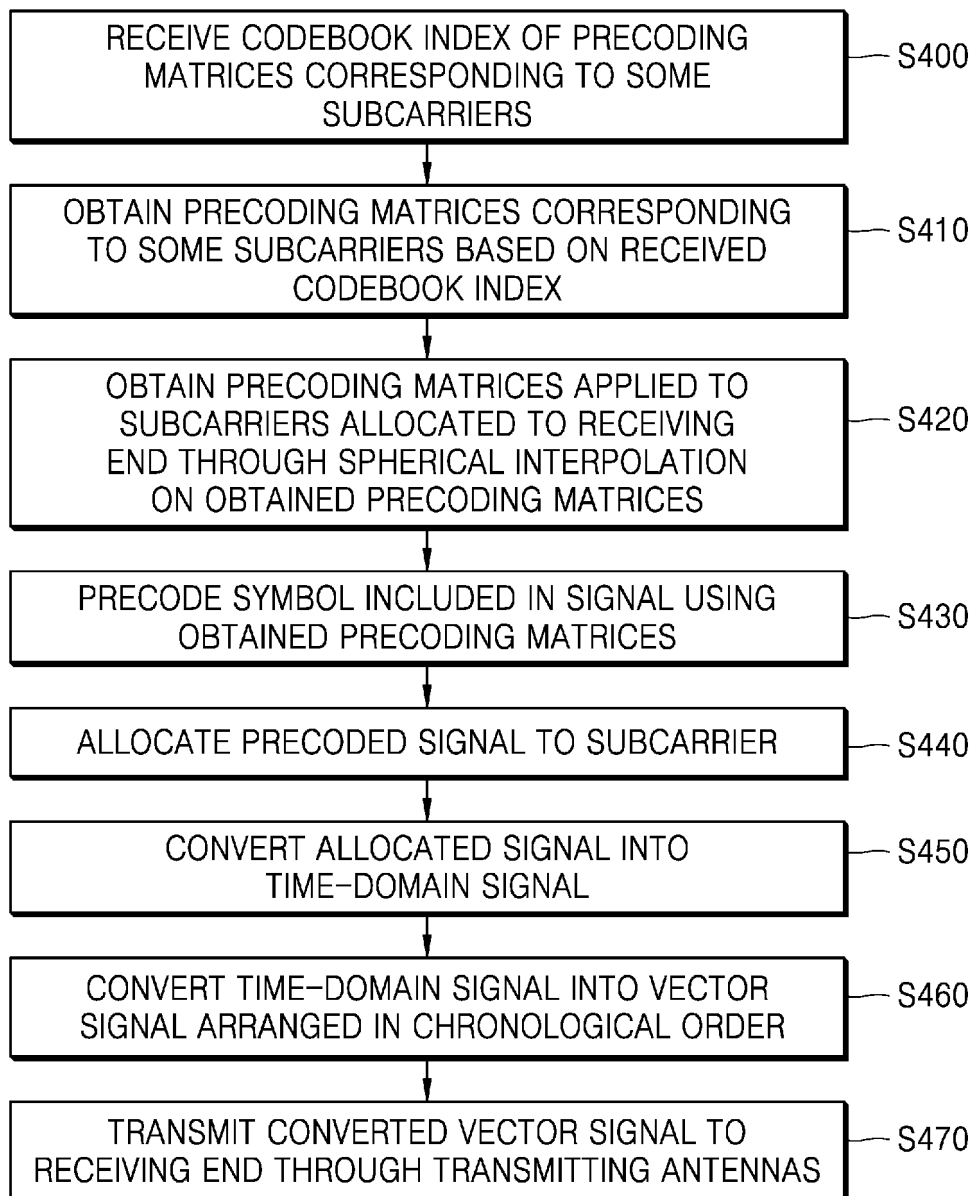 RECEIVE CODEBOOK INDEX OF PRECODING
MATRICES CORRESPONDING TO SOME
SUBCARRIERS
S400
OBTAIN PRECODING MATRICES CORRESPONDING
TO SOME SUBCARRIERS BASED ON RECEIVED
CODEBOOK INDEX
S410
OBTAIN PRECODING MATRICES APPLIED TO
SUBCARRIERS ALLOCATED TO RECEIVING
END THROUGH SPHERICAL INTERPOLATION
ON OBTAINED PRECODING MATRICES
S420
PRECODE SYMBOL INCLUDED IN SIGNAL USING
OBTAINED PRECODING MATRICES
S430
ALLOCATE PRECODED SIGNAL TO SUBCARRIER
S440
CONVERT ALLOCATED SIGNAL INTO
TIME-DOMAIN SIGNAL
S450
CONVERT TIME-DOMAIN SIGNAL INTO VECTOR
SIGNAL ARRANGED IN CHRONOLOGICAL ORDER
S460
TRANSMIT CONVERTED VECTOR SIGNAL TO
RECEIVING END THROUGH TRANSMITTING ANTENNAS
S470